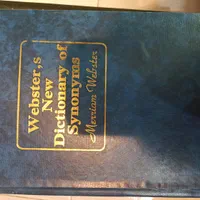 Webster,s
New
Dictionary of
Synonyms
Merriam Webster